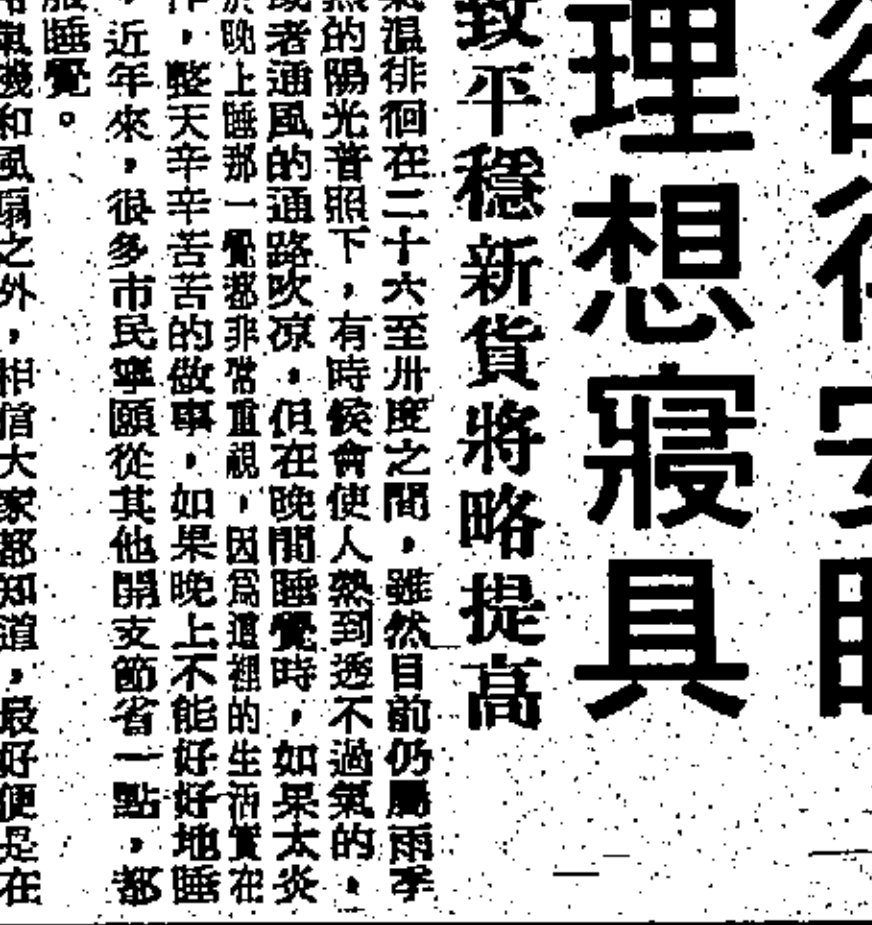 安
理想寢具
致平穩新貨將略提高
氣温徘徊在二十六至卅度之間，雖然目前仍屬雨季
的陽光普照下，有時候會使人熱到透不過氣的，
或者通風的通路吹凉，但在晚間睡覺時，如果太炎
於晚上睡那一覺都非常重視，因爲這裡的生活實在
作，整天辛辛苦苦的做事，如果晚上不能好好地睡
，近年來，很多市民寧願從其他開支節省一點，都
服睡覺。
氣機和風扇之外，相信大家都知道，最好便是在